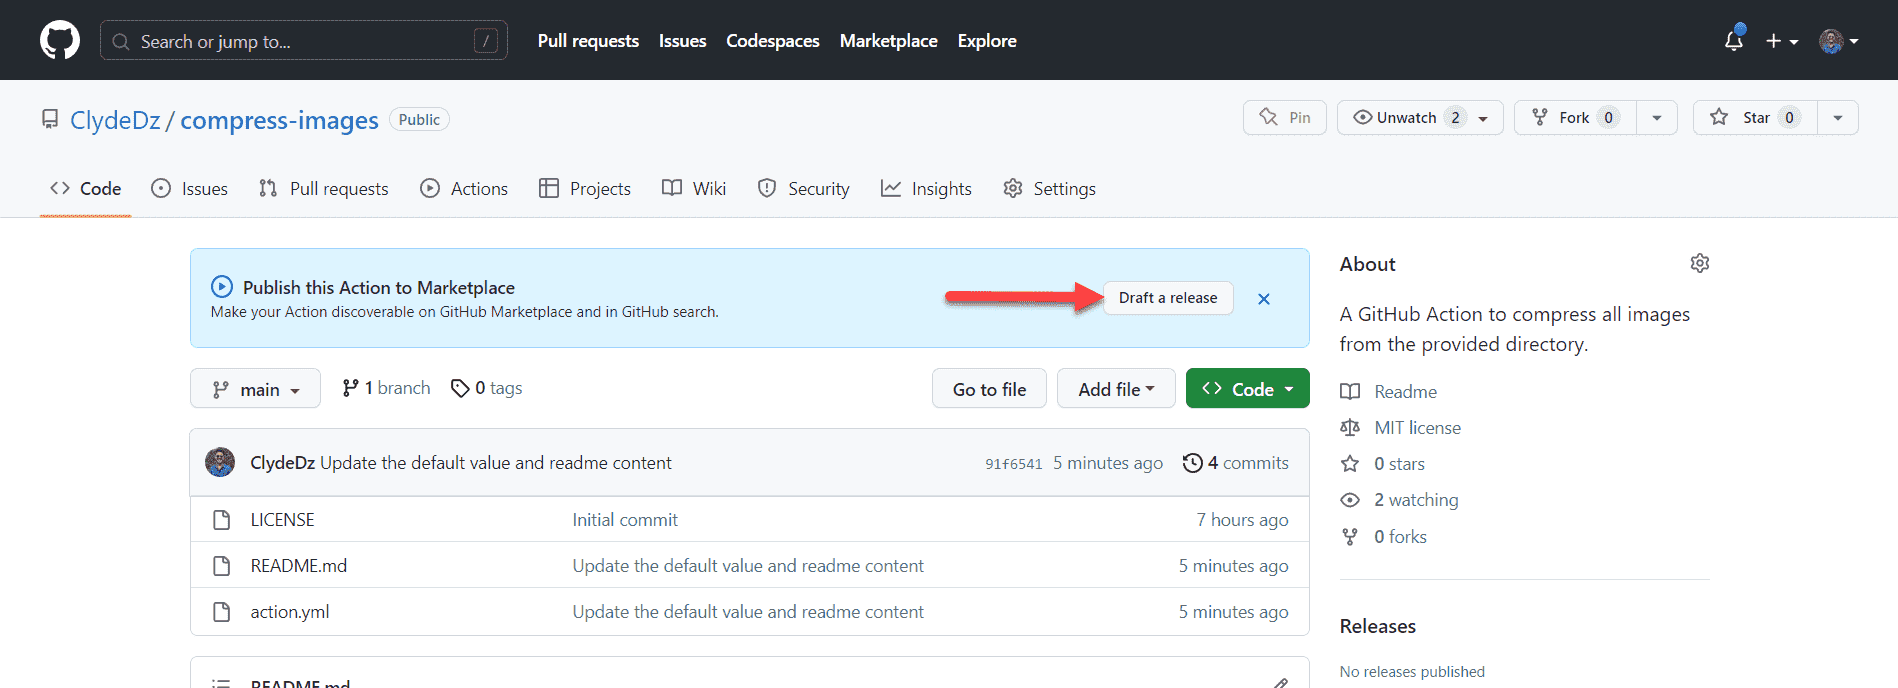 Search or jump to... / Pull requests Issues Codespaces Marketplace Explore
ClydeDz / compress-images Public Pin Unwatch 2 Fork 0 Star 0
Code Issues Pull requests Actions Projects Wiki Security Insights Settings
Publish this Action to Marketplace
Make your Action discoverable on GitHub Marketplace and in GitHub search.
Draft a release
main 1 branch 0 tags Go to file Add file Code
ClydeDz Update the default value and readme content 91f6541 5 minutes ago 4 commits
LICENSE Initial commit 7 hours ago
README.md Update the default value and readme content 5 minutes ago
action.yml Update the default value and readme content 5 minutes ago
README.md
About
A GitHub Action to compress all images
from the provided directory.
Readme
MIT license
0 stars
2 watching
0 forks
Releases
No releases published